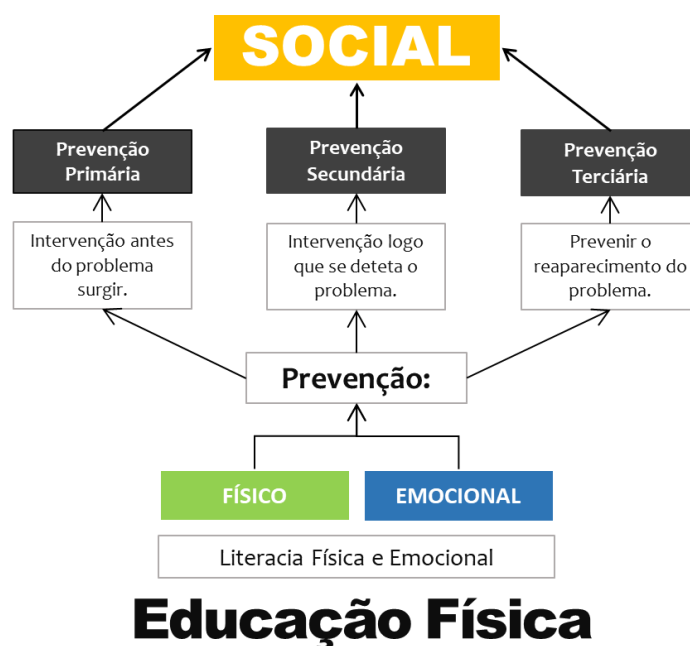 SOCIAL
Prevenção
Primária
Prevenção
Secundária
Prevenção
Terciária
Intervenção antes
do problema
surgir.
Intervenção logo
que se deteta o
problema.
Prevenir o
reaparecimento do
problema.
Prevenção:
FÍSICO
EMOCIONAL
Literacia Física e Emocional
Educação Física